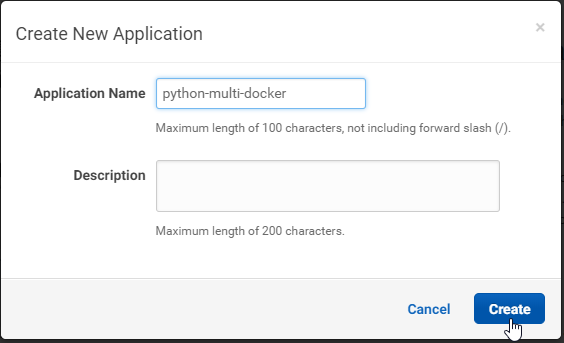 Create New Application ×
Application Name python-multi-docker
Maximum length of 100 characters, not including forward slash (/).
Description
Maximum length of 200 characters.
Cancel Create